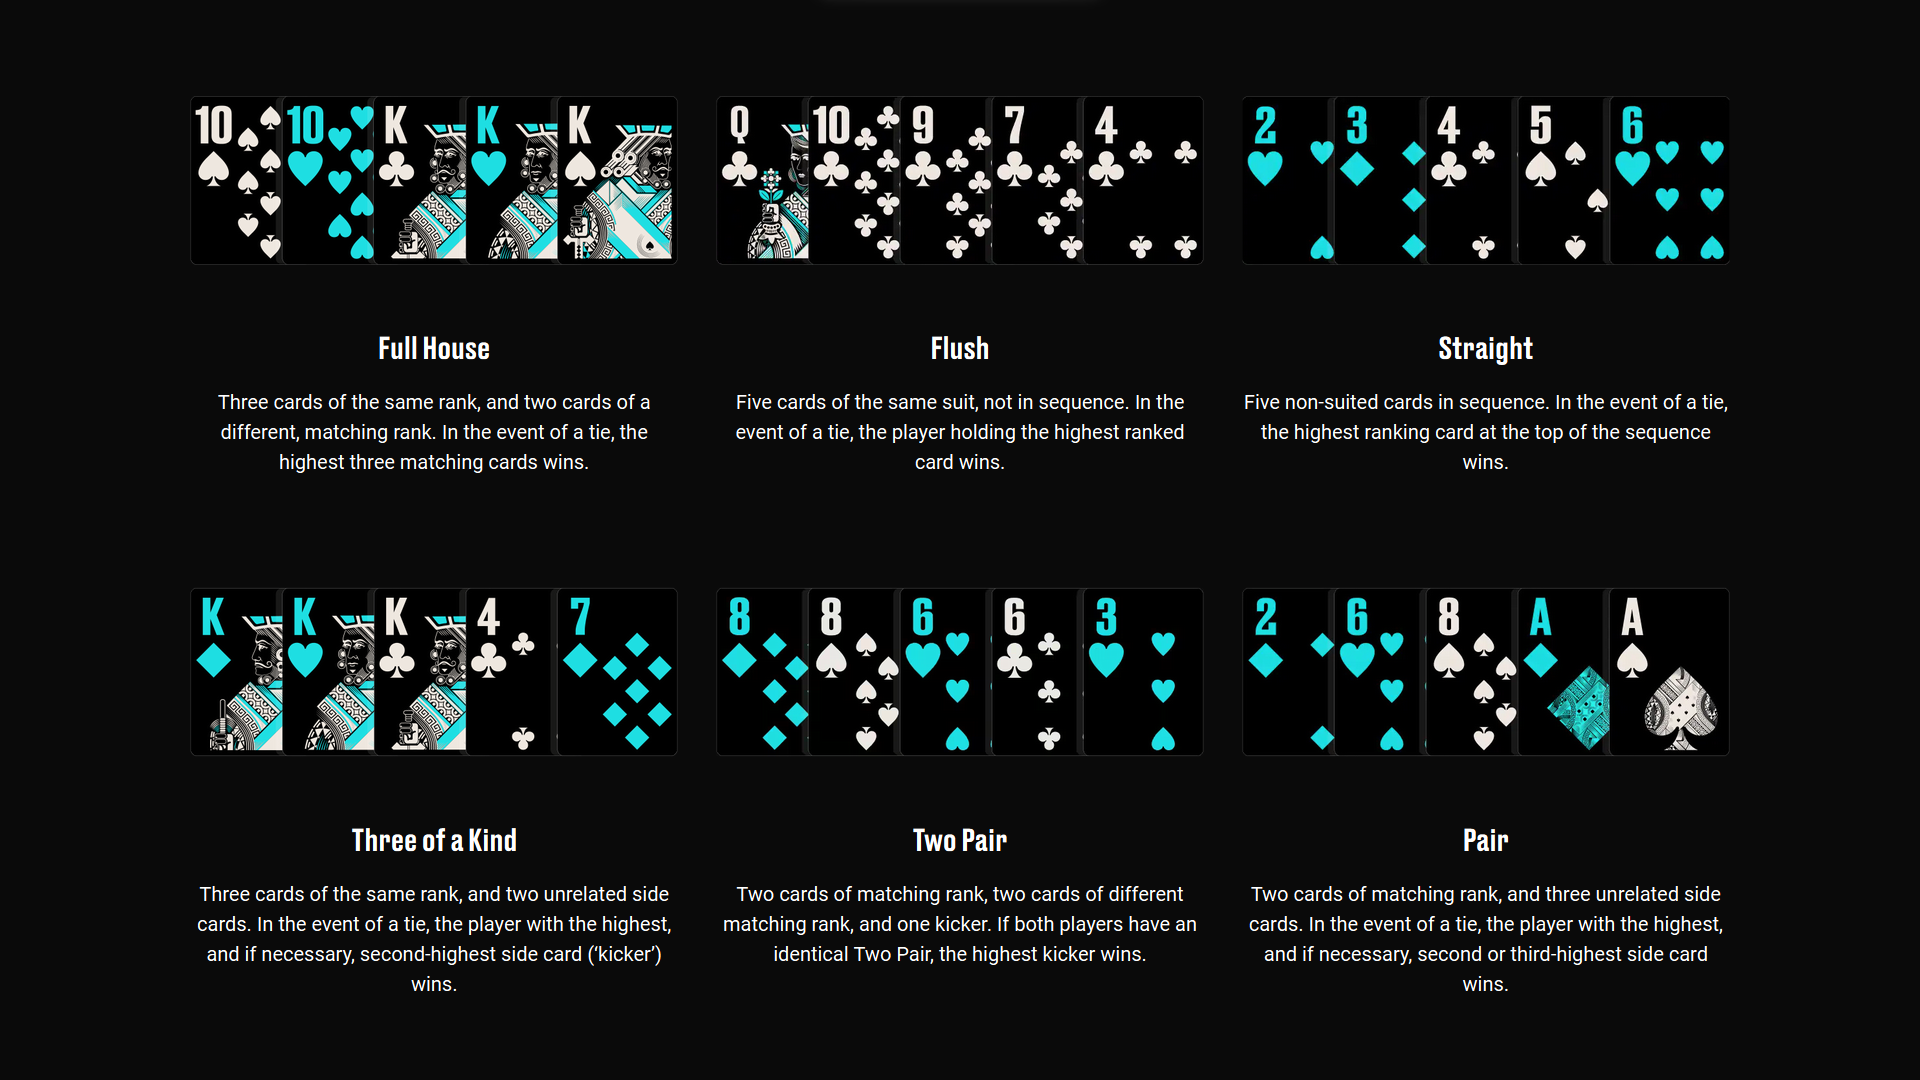 10 10 K K K
Q 10 9 7 4
2 3 4 5 6
Full House
Three cards of the same rank, and two cards of a
different, matching rank. In the event of a tie, the
highest three matching cards wins.
Flush
Five cards of the same suit, not in sequence. In the
event of a tie, the player holding the highest ranked
card wins.
Straight
Five non-suited cards in sequence. In the event of a tie,
the highest ranking card at the top of the sequence
wins.
K K K 4 7
8 8 6 6 3
2 6 8 A A
Three of a Kind
Three cards of the same rank, and two unrelated side
cards. In the event of a tie, the player with the highest,
and if necessary, second-highest side card (‘kicker’)
wins.
Two Pair
Two cards of matching rank, two cards of different
matching rank, and one kicker. If both players have an
identical Two Pair, the highest kicker wins.
Pair
Two cards of matching rank, and three unrelated side
cards. In the event of a tie, the player with the highest,
and if necessary, second or third-highest side card
wins.